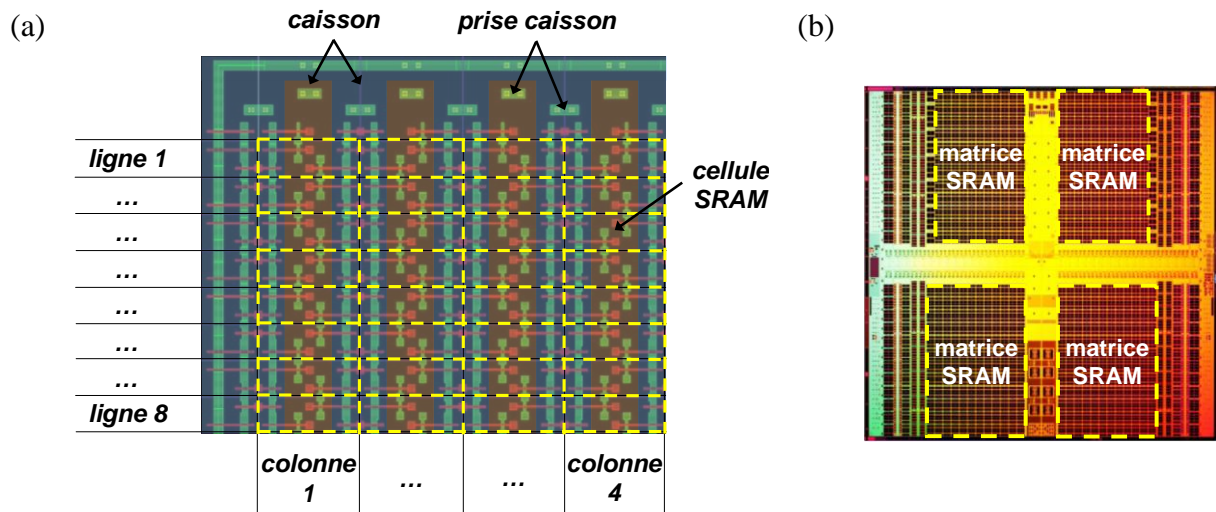 (a)
caisson
prise caisson
ligne 1
...
...
...
...
...
...
ligne 8
cellule
SRAM
colonne
1
...
...
colonne
4
(b)
matrice
SRAM
matrice
SRAM
matrice
SRAM
matrice
SRAM